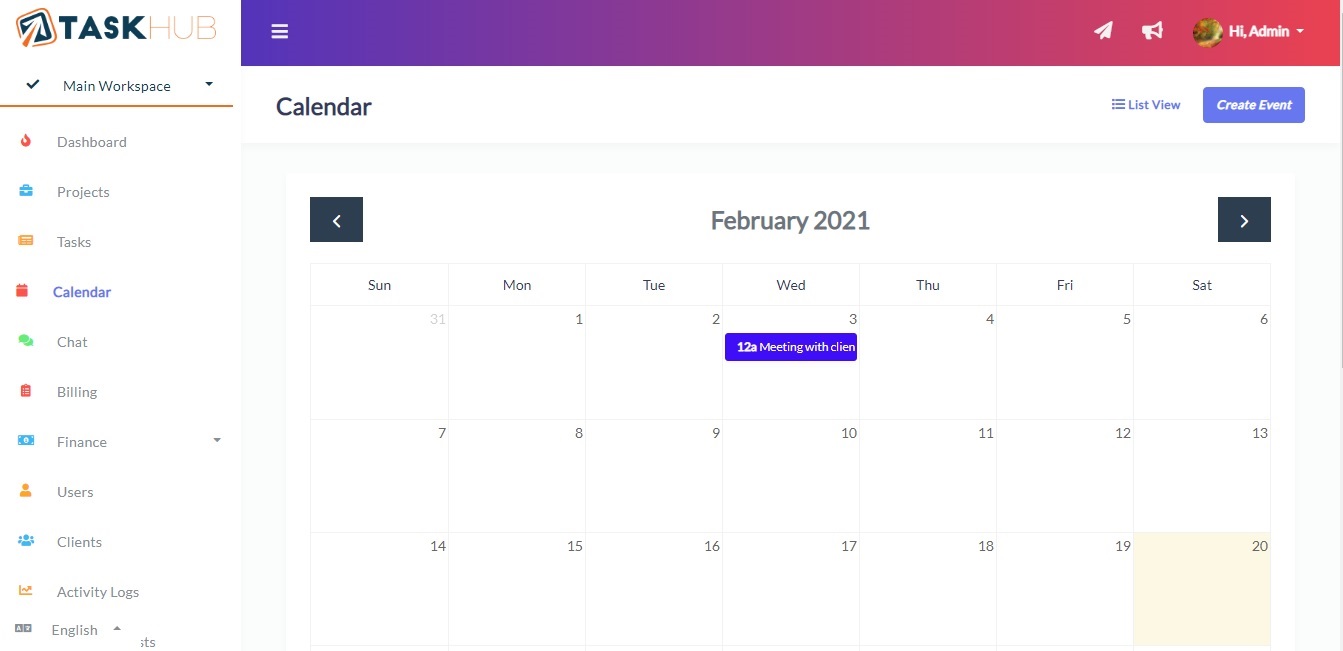 TASKHUB
Hi, Admin
Main Workspace
Calendar
List View
Create Event
Dashboard
Projects
Tasks
Calendar
Chat
Billing
Finance
Users
Clients
Activity Logs
English
sts
February 2021
Sun Mon Tue Wed Thu Fri Sat
31 1 2 3 4 5 6
12a Meeting with clien
7 8 9 10 11 12 13
14 15 16 17 18 19 20